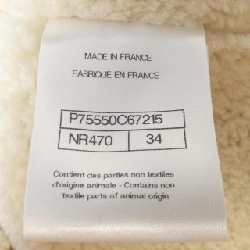 MADE IN FRANCE
FABRIQUE EN FRANCE
P75550C67215
NR470 34
Contient des parties non textiles
d'origine animale - Contains non
textile parts of animal origin